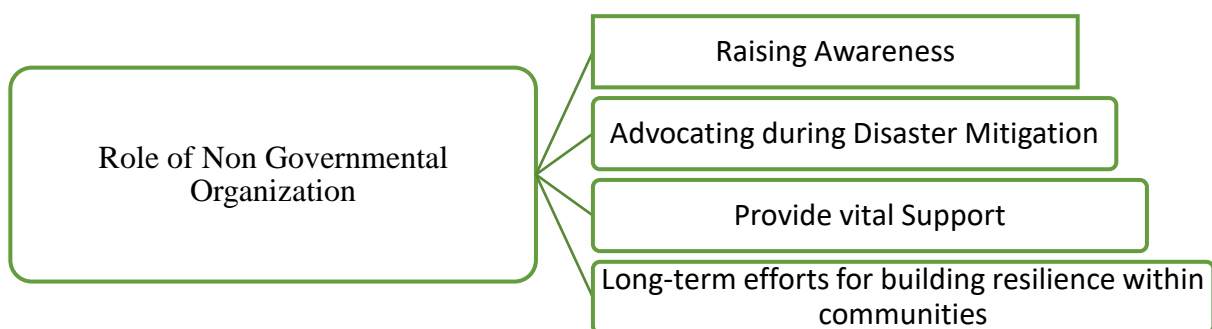 Role of Non Governmental
Organization
Raising Awareness
Advocating during Disaster Mitigation
Provide vital Support
Long-term efforts for building resilience within
communities